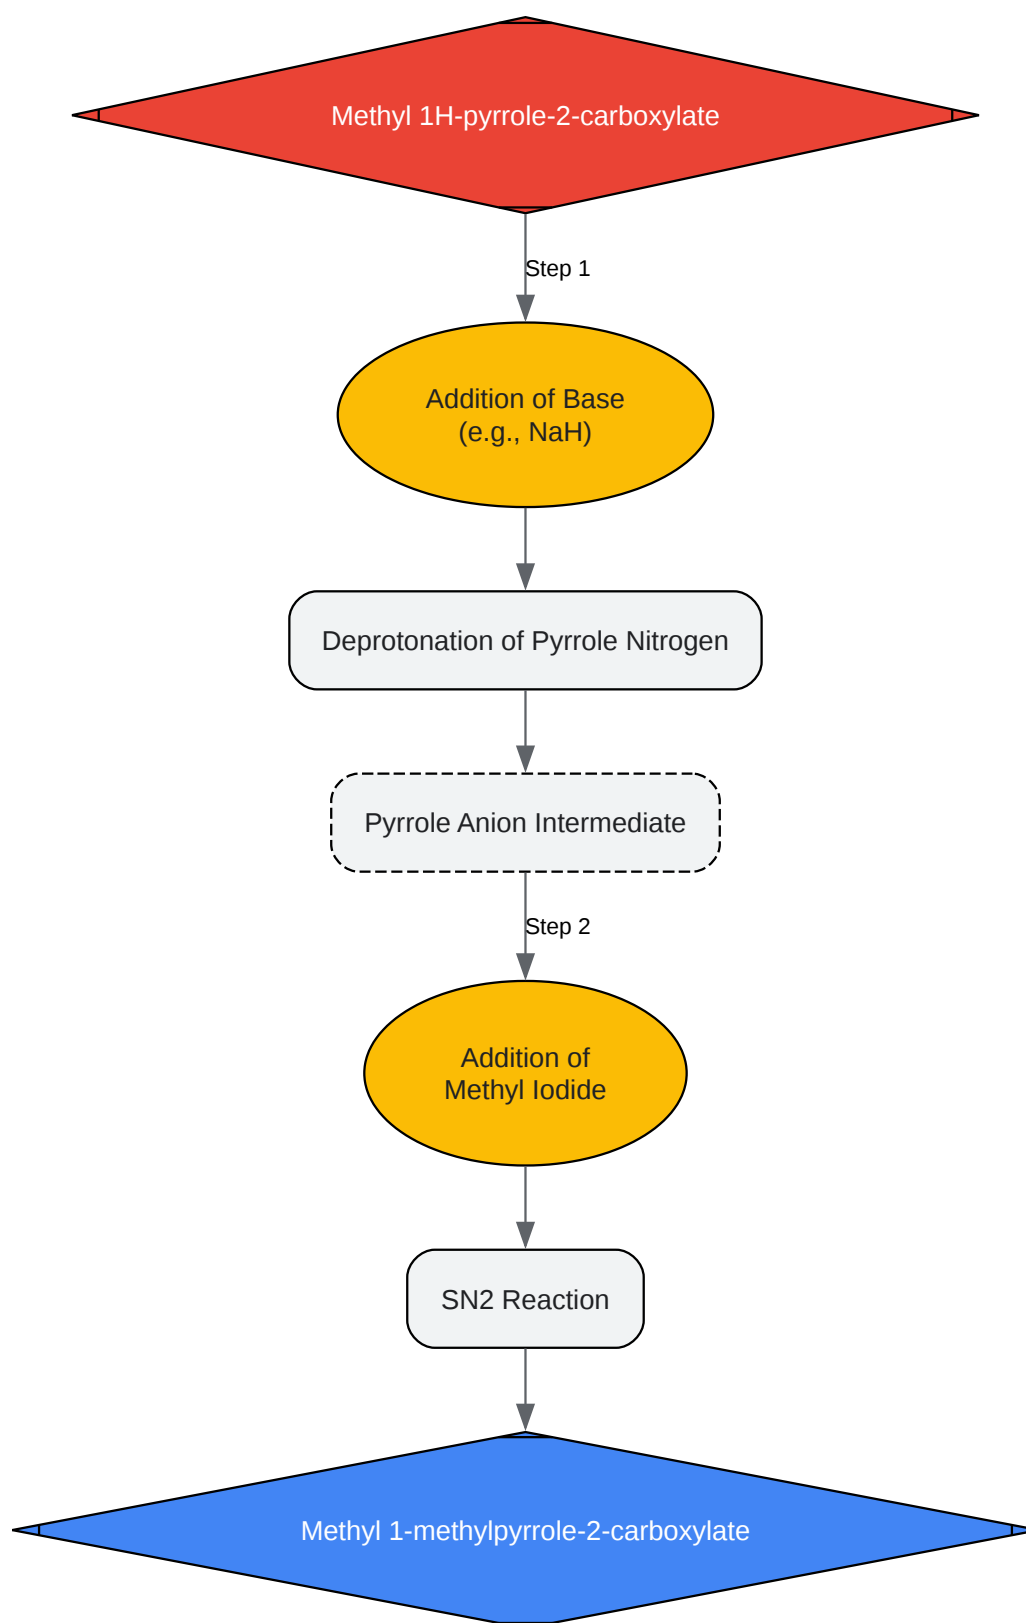 Methyl 1H-pyrrole-2-carboxylate
Step 1
Addition of Base
(e.g., NaH)
Deprotonation of Pyrrole Nitrogen
Pyrrole Anion Intermediate
Step 2
Addition of
Methyl Iodide
SN2 Reaction
Methyl 1-methylpyrrole-2-carboxylate